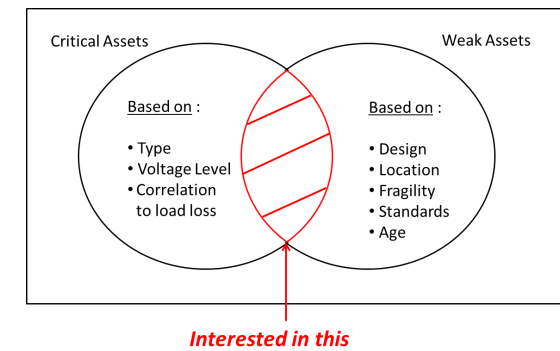 Critical Assets
Weak Assets
Based on :
• Type
• Voltage Level
• Correlation
to load loss
Based on :
• Design
• Location
• Fragility
• Standards
• Age
Interested in this